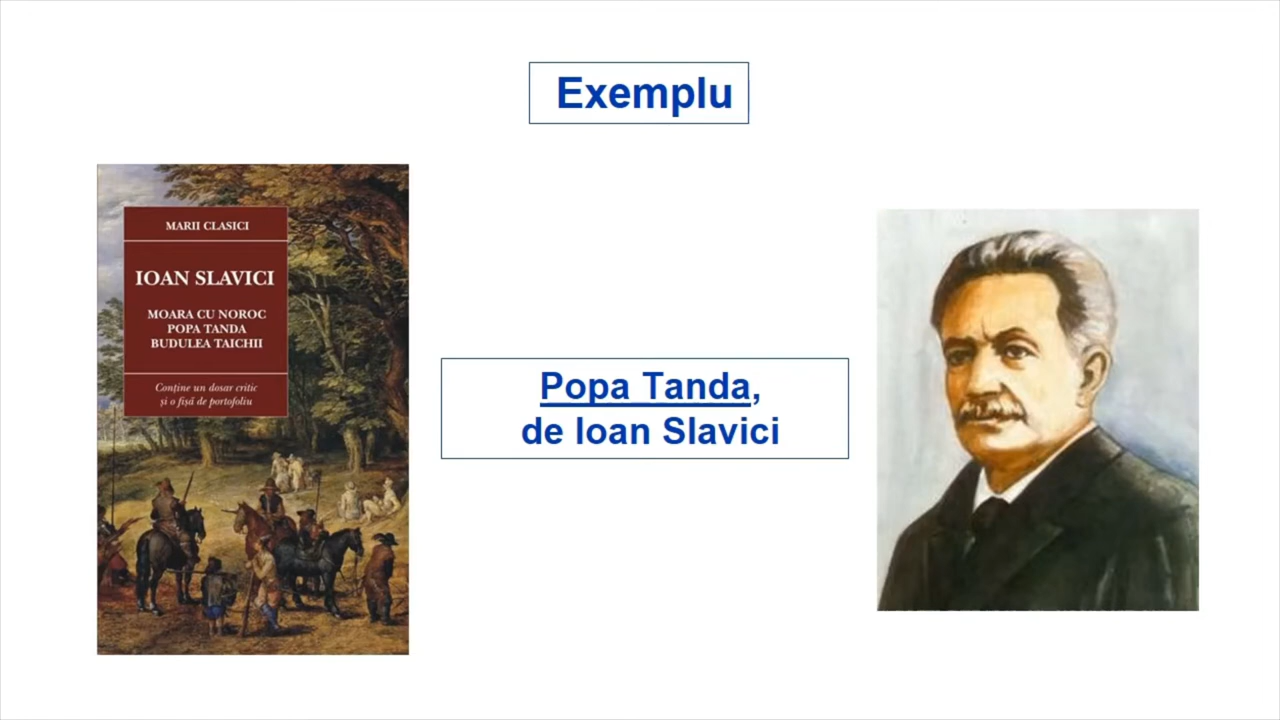 Exemplu
MARII CLASICI
IOAN SLAVICI
MOARA CU NOROC
POPA TANDA
BUDULEA TAICHII
Conține un dosar critic
și o fișă de portofoliu
Popa Tanda,
de Ioan Slavici